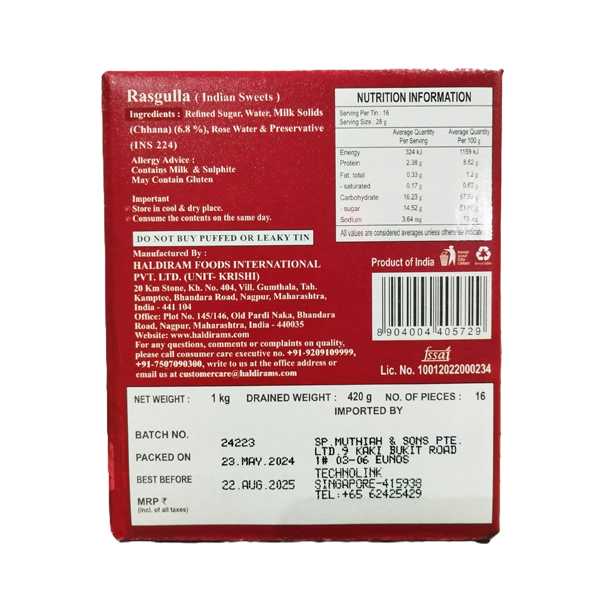 Rasgulla ( Indian Sweets )
Ingredients : Refined Sugar, Water, Milk Solids
(Chhana) (6.8 %), Rose Water & Preservative
(INS 224)
Allergy Advice :
Contains Milk & Sulphite
May Contain Gluten
Important
Store in cool & dry place.
Consume the contents on the same day.
DO NOT BUY PUFFED OR LEAKY TIN
Manufactured By :
HALDIRAM FOODS INTERNATIONAL
PVT. LTD. (UNIT- KRISHI)
20 Km Stone, Kh. No. 404, Vill. Gumthala, Tah.
Kamptee, Bhandara Road, Nagpur, Maharashtra,
India - 441 104
Office: Plot No. 145/146, Old Pardi Naka, Bhandara
Road, Nagpur, Maharashtra, India - 440035
Website: www.haldirams.com
For any questions, comments or complaints on quality,
please call consumer care executive no. +91-9209109999,
+91-7507090300, write to us at the office address or
email us at customercare@haldirams.com
NUTRITION INFORMATION
Serving Per Tin : 16
Serving Size : 28 g
Average Quantity Average Quantity
Per Serving Per 100 g
Energy 324 kJ 1159 kJ
Protein 2.38 g 8.52 g
Fat, total 0.33 g 1.2 g
- saturated 0.17 g
Carbohydrate 16.23 g
- sugar 14.52 g
Sodium 3.64 mg
All values are considered averages unless otherwise indicate
Product of India
8 904004 405729
fssai
Lic. No. 10012022000234
NET WEIGHT : 1 kg DRAINED WEIGHT : 420 g NO. OF PIECES : 16
IMPORTED BY
BATCH NO. 24223
PACKED ON 23.MAY.2024
BEST BEFORE 22.AUG.2025
MRP ₹
(Incl. of all taxes)
SP.MUTHIAH & SONS PTE.
LTD.9 KAKI BUKIT ROAD
1# 03-06 EUNOS
TECHNOLINK
SINGAPORE-415938
TEL:+65 62425429